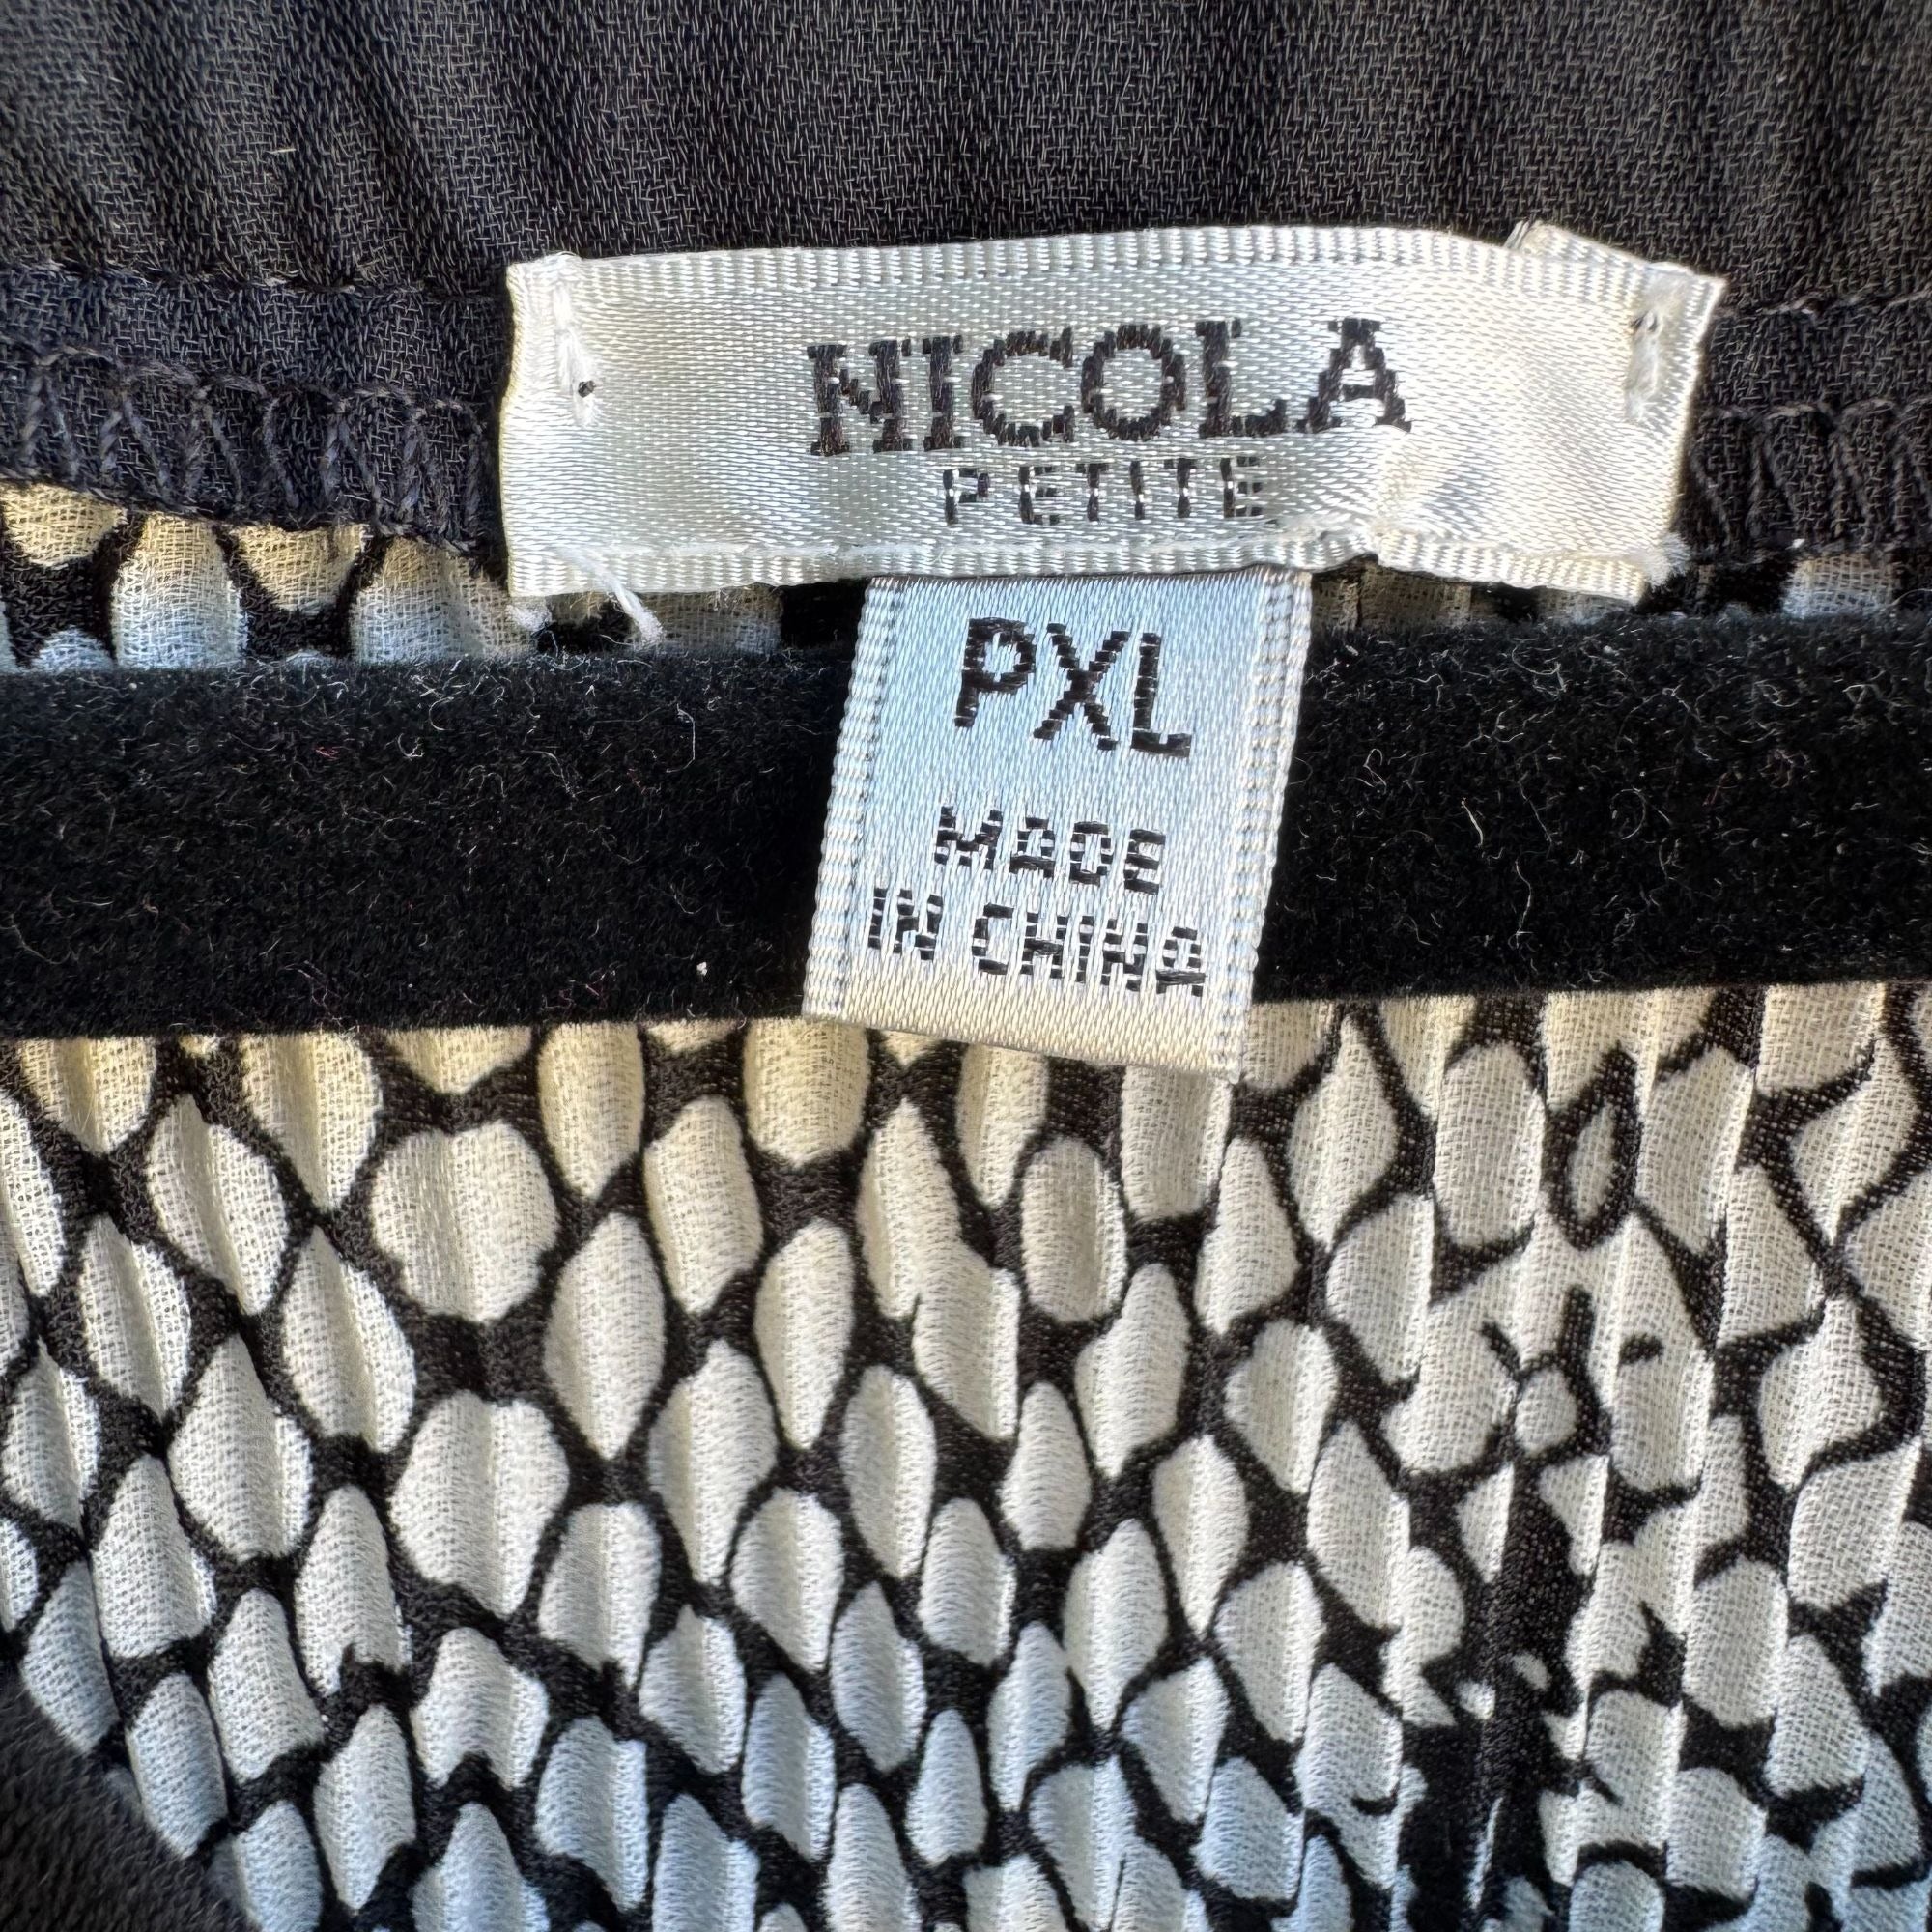 NICOLA
PETITE
PXL
MADE
IN CHINA